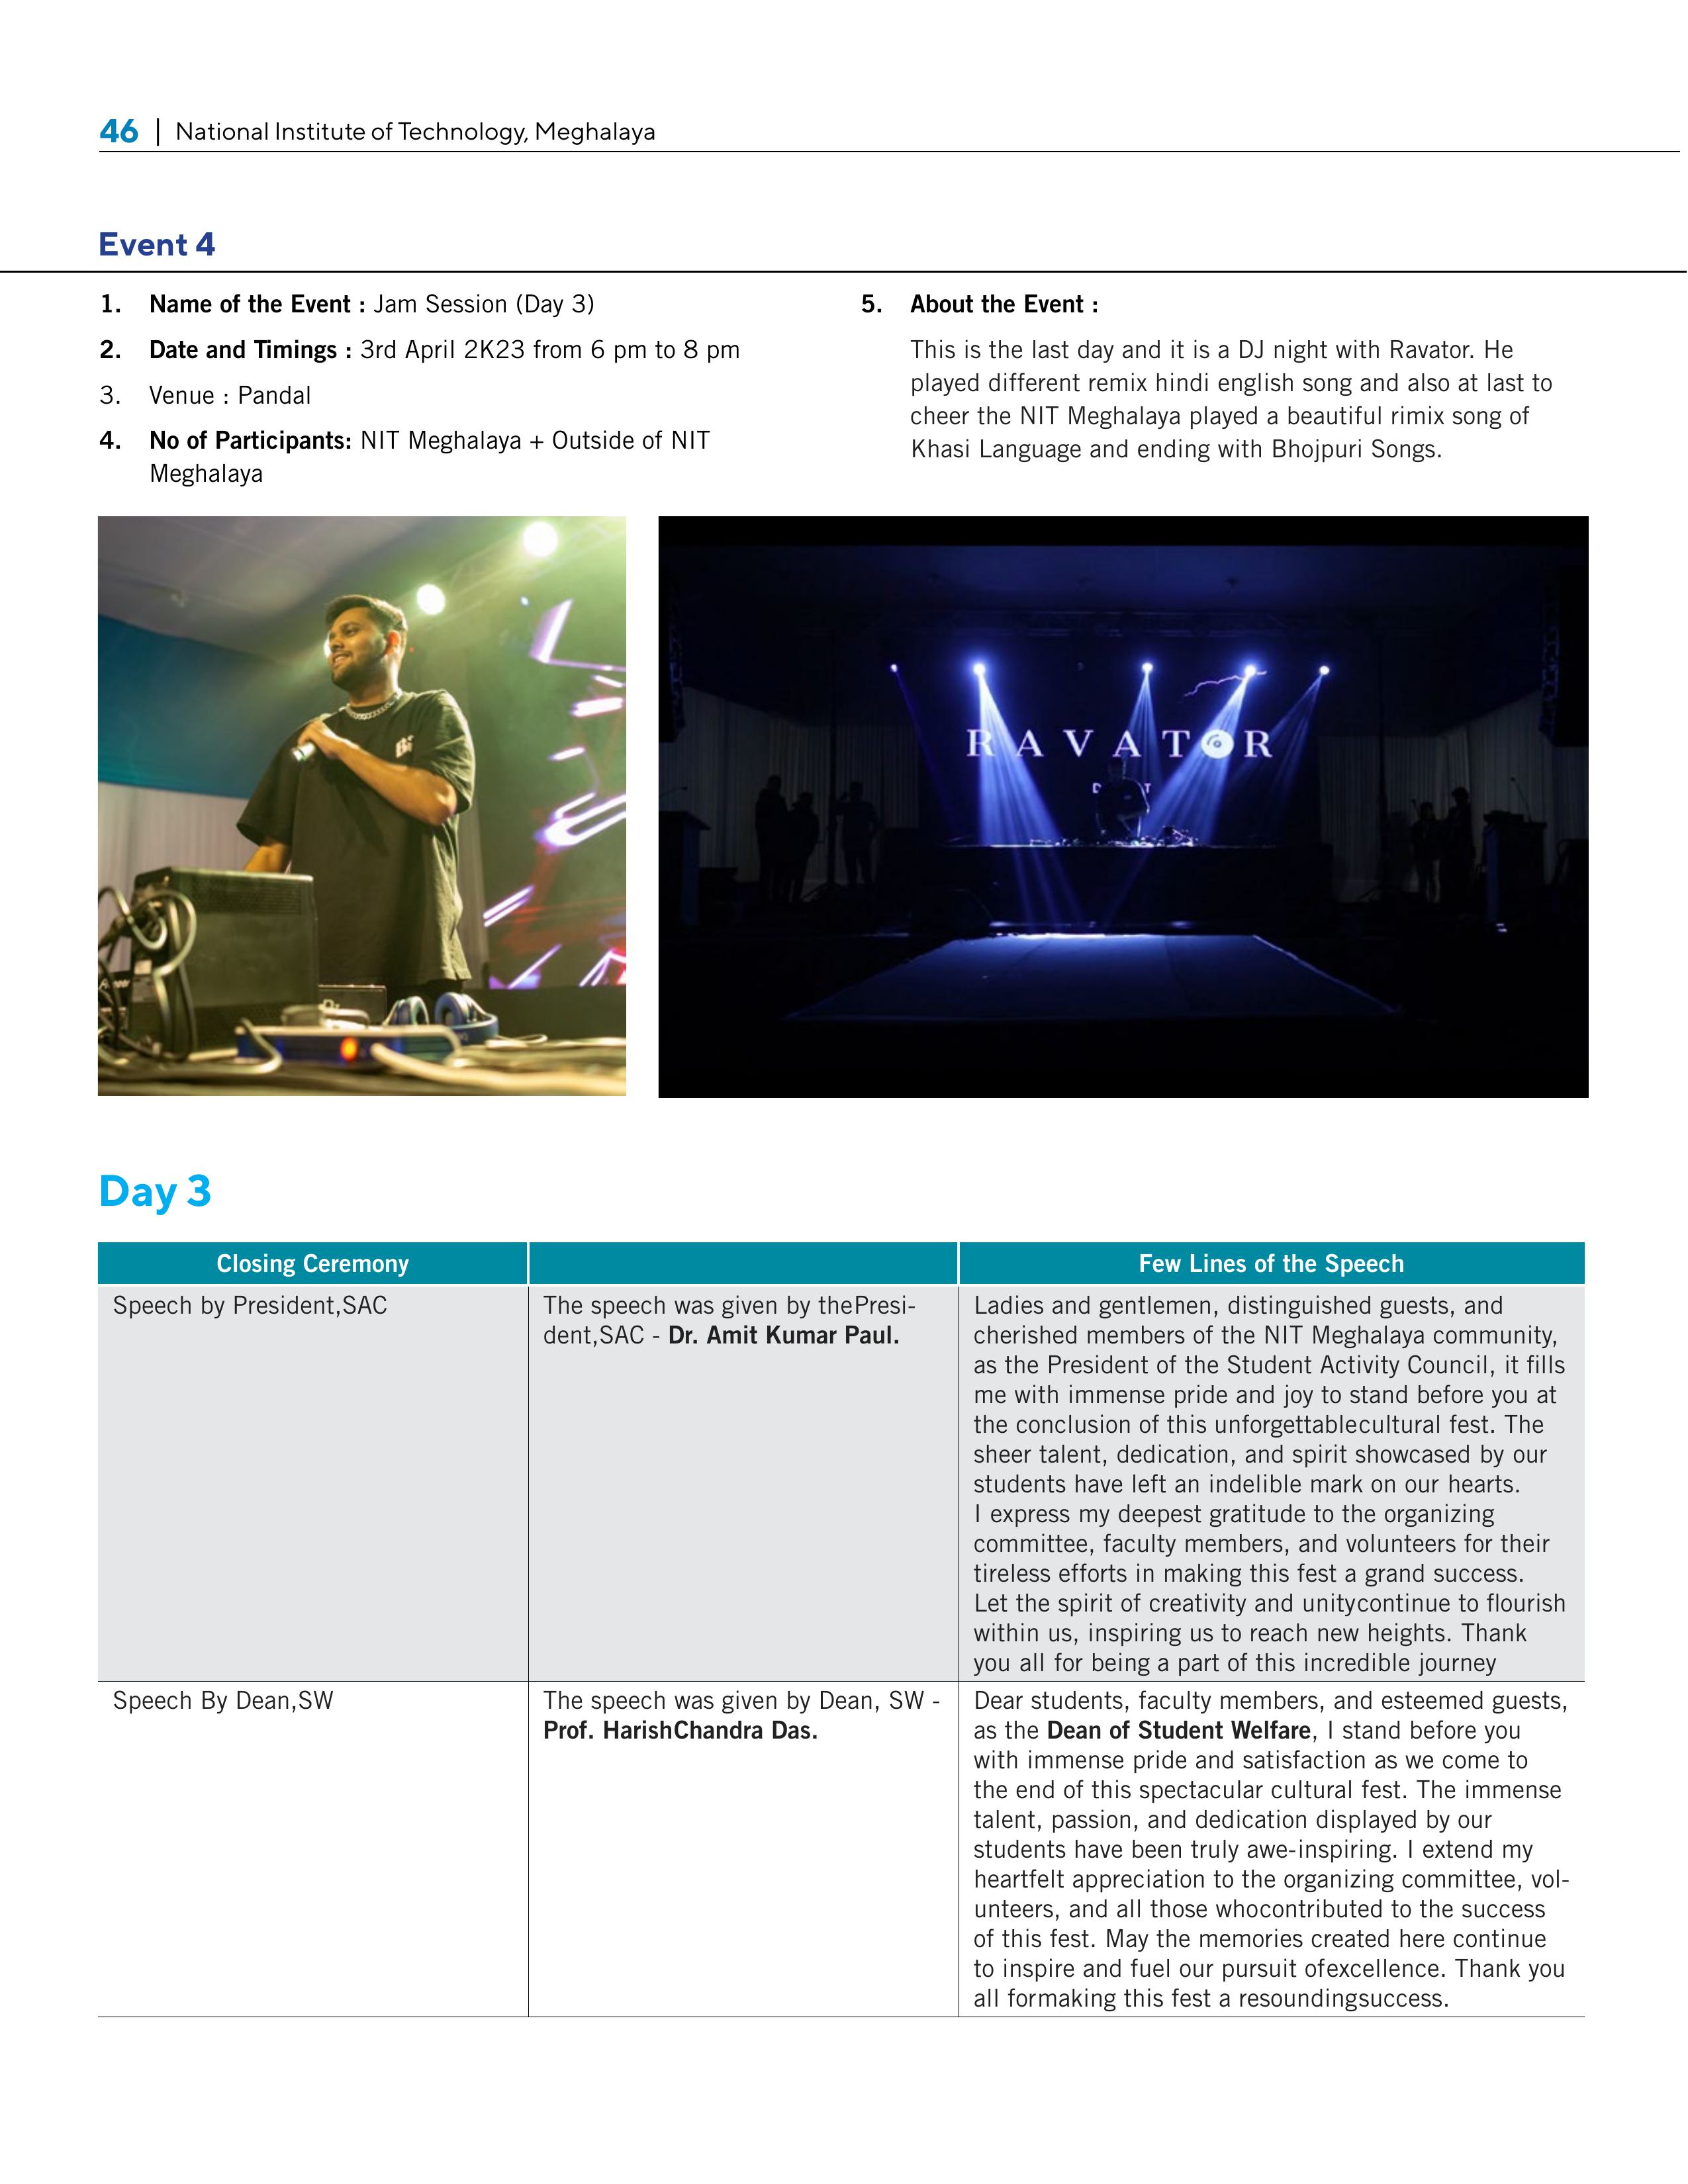 46 | National Institute of Technology, Meghalaya
Event 4
1. Name of the Event : Jam Session (Day 3)
2. Date and Timings : 3rd April 2K23 from 6 pm to 8 pm
3. Venue : Pandal
4. No of Participants: NIT Meghalaya + Outside of NIT
Meghalaya
5. About the Event :
This is the last day and it is a DJ night with Ravator. He
played different remix hindi english song and also at last to
cheer the NIT Meghalaya played a beautiful rimix song of
Khasi Language and ending with Bhojpuri Songs.
RAVATOR
Day 3
Closing Ceremony
Few Lines of the Speech
Speech by President,SAC
The speech was given by thePresi-
dent,SAC - Dr. Amit Kumar Paul.
Ladies and gentlemen, distinguished guests, and
cherished members of the NIT Meghalaya community,
as the President of the Student Activity Council, it fills
me with immense pride and joy to stand before you at
the conclusion of this unforgettablecultural fest. The
sheer talent, dedication, and spirit showcased by our
students have left an indelible mark on our hearts.
I express my deepest gratitude to the organizing
committee, faculty members, and volunteers for their
tireless efforts in making this fest a grand success.
Let the spirit of creativity and unitycontinue to flourish
within us, inspiring us to reach new heights. Thank
you all for being a part of this incredible journey
Speech By Dean,SW
The speech was given by Dean, SW -
Prof. HarishChandra Das.
Dear students, faculty members, and esteemed guests,
as the Dean of Student Welfare, I stand before you
with immense pride and satisfaction as we come to
the end of this spectacular cultural fest. The immense
talent, passion, and dedication displayed by our
students have been truly awe-inspiring. I extend my
heartfelt appreciation to the organizing committee, vol-
unteers, and all those whocontributed to the success
of this fest. May the memories created here continue
to inspire and fuel our pursuit ofexcellence. Thank you
all formaking this fest a resoundingsuccess.